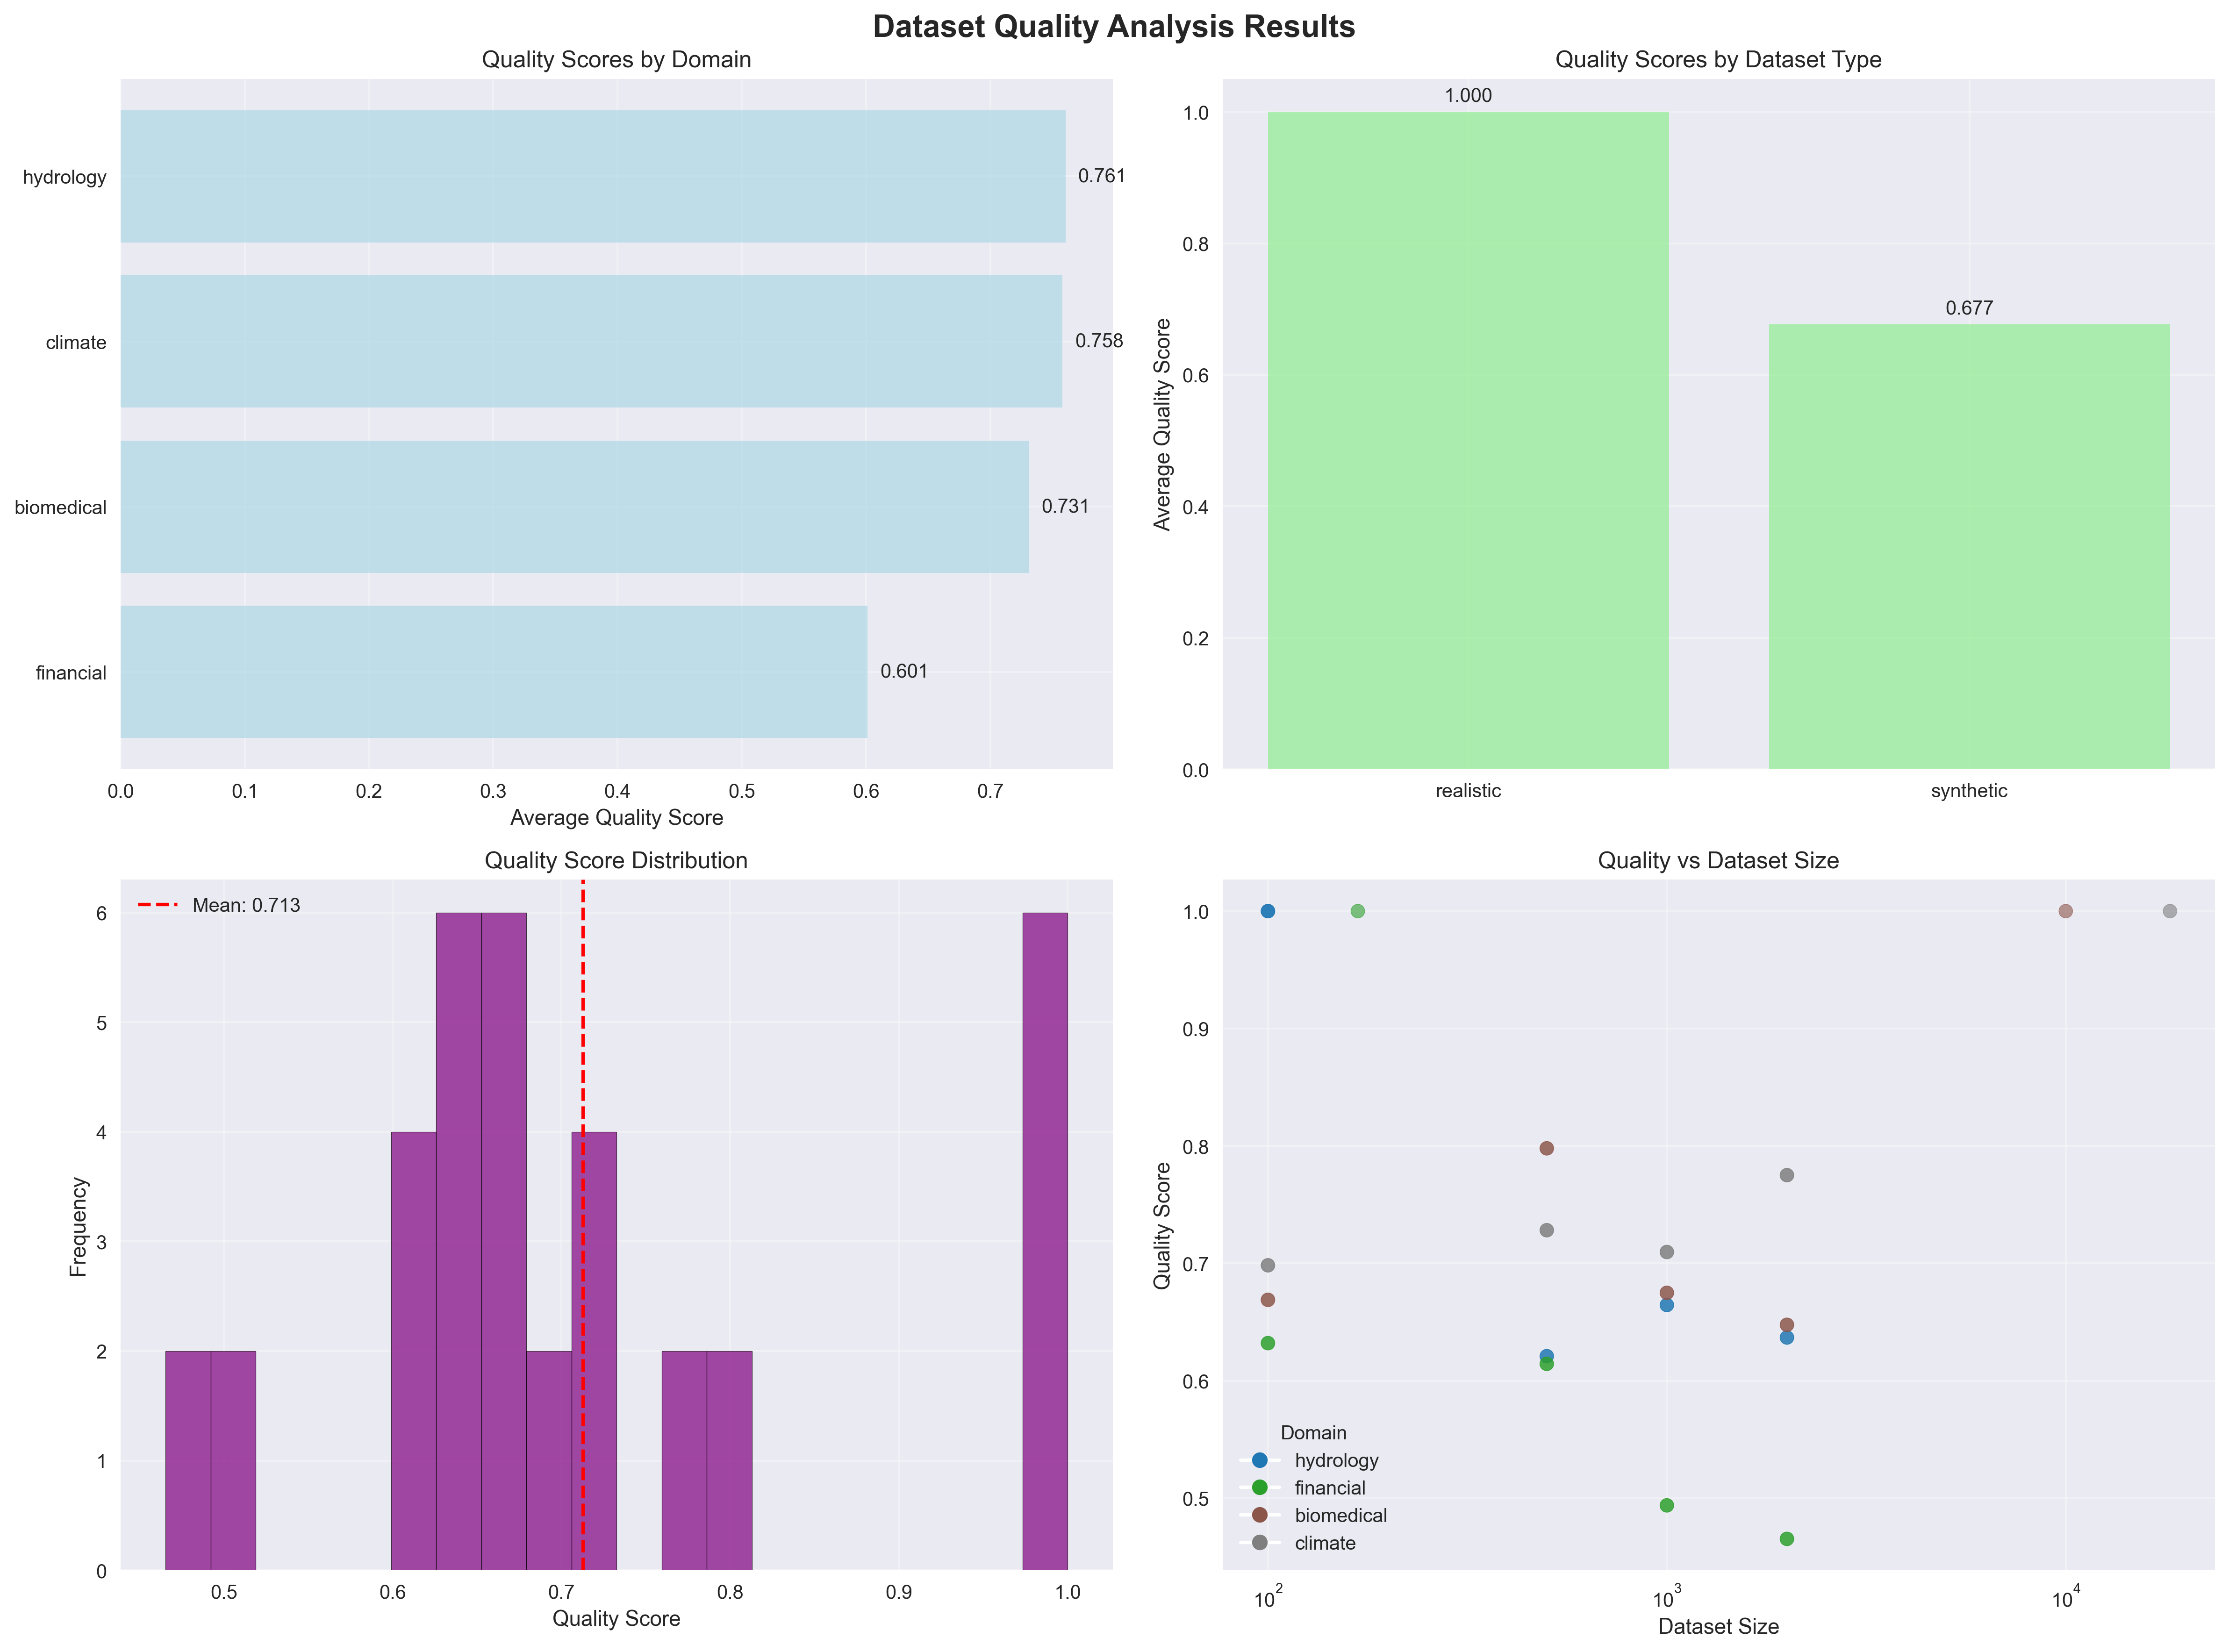 Dataset Quality Analysis Results
Quality Scores by Domain
hydrology
climate
biomedical
financial
0.761
0.758
0.731
0.601
0.0 0.1 0.2 0.3 0.4 0.5 0.6 0.7
Average Quality Score
Quality Scores by Dataset Type
Average Quality Score
1.0
0.8
0.6
0.4
0.2
0.0
1.000
0.677
realistic synthetic
Quality Score Distribution
Frequency
6
5
4
3
2
1
0
Mean: 0.713
0.5 0.6 0.7 0.8 0.9 1.0
Quality Score
Quality vs Dataset Size
Quality Score
1.0
0.9
0.8
0.7
0.6
0.5
Domain
hydrology
financial
biomedical
climate
10² 10³ 10⁴
Dataset Size